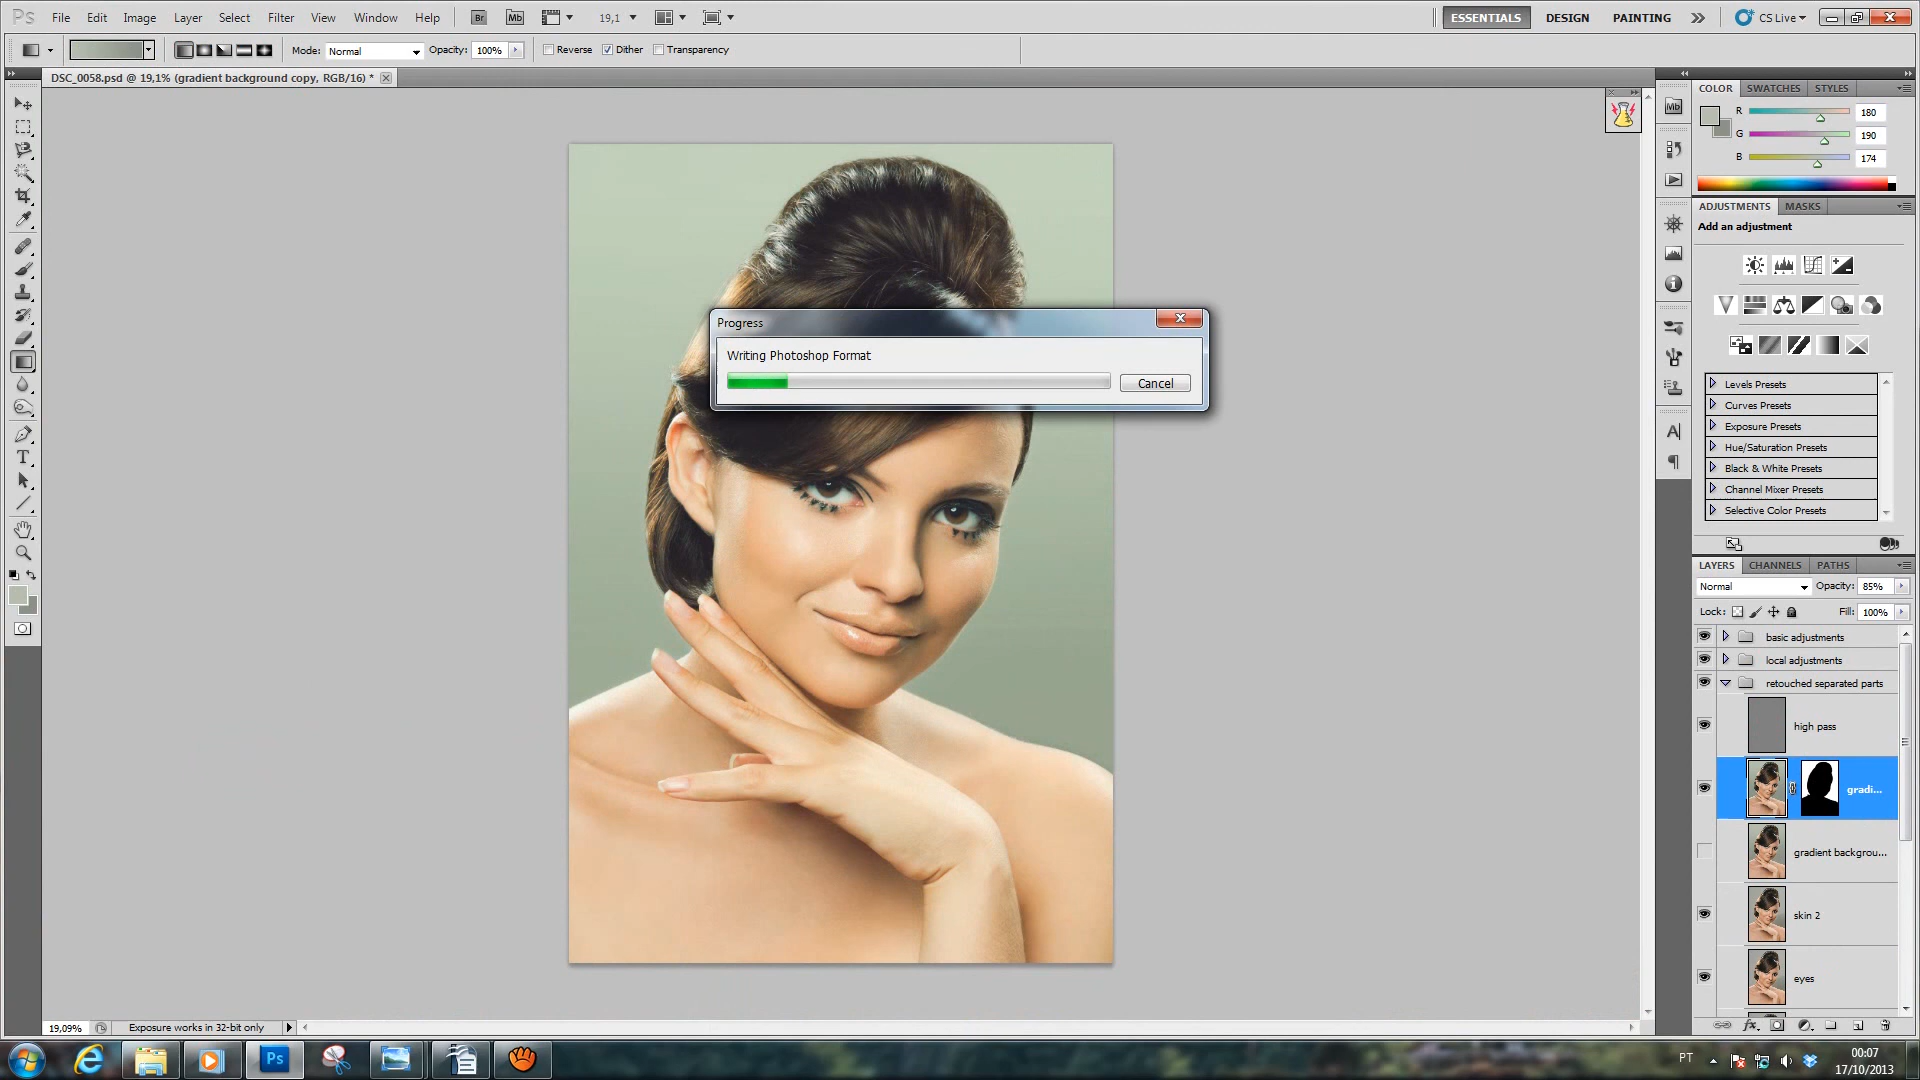 Ps File Edit Image Layer Select Filter View Window Help Br Mb 19,1 ESSENTIALS DESIGN PAINTING CS Live
Mode: Normal Opacity: 100% Reverse Dither Transparency
DSC_0058.psd @ 19,1% (gradient background copy, RGB/16) *
Mb
COLOR SWATCHES STYLES
R 180
G 190
B 174
ADJUSTMENTS MASKS
Add an adjustment
Progress
Writing Photoshop Format
Cancel
Levels Presets
Curves Presets
Exposure Presets
Hue/Saturation Presets
Black & White Presets
Channel Mixer Presets
Selective Color Presets
A
T
LAYERS CHANNELS PATHS
Normal Opacity: 85%
Lock: Fill: 100%
basic adjustments
local adjustments
retouched separated parts
high pass
gradi...
gradient backgrou...
skin 2
eyes
19,09% Exposure works in 32-bit only
Ps PT 00:07
17/10/2013